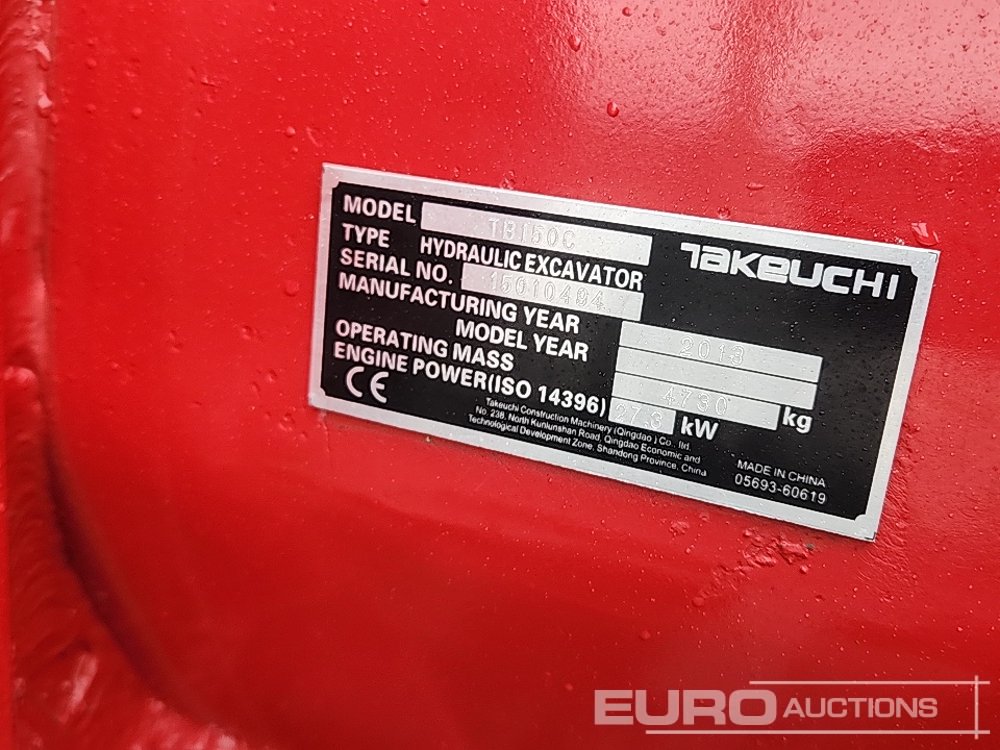 MODEL TB150C
TAKEUCHI
TYPE HYDRAULIC EXCAVATOR
SERIAL NO. 15010494
MANUFACTURING YEAR 2013
MODEL YEAR
OPERATING MASS 4730 kg
ENGINE POWER(ISO 14396) 27.3 kW
CE
Takeuchi Construction Machinery (Qingdao) Co., ltd.
No. 238, North Kunlunshan Road, Qingdao Economic and
Technological Development Zone, Shandong Province, China
MADE IN CHINA
05693-60619
EURO AUCTIONS